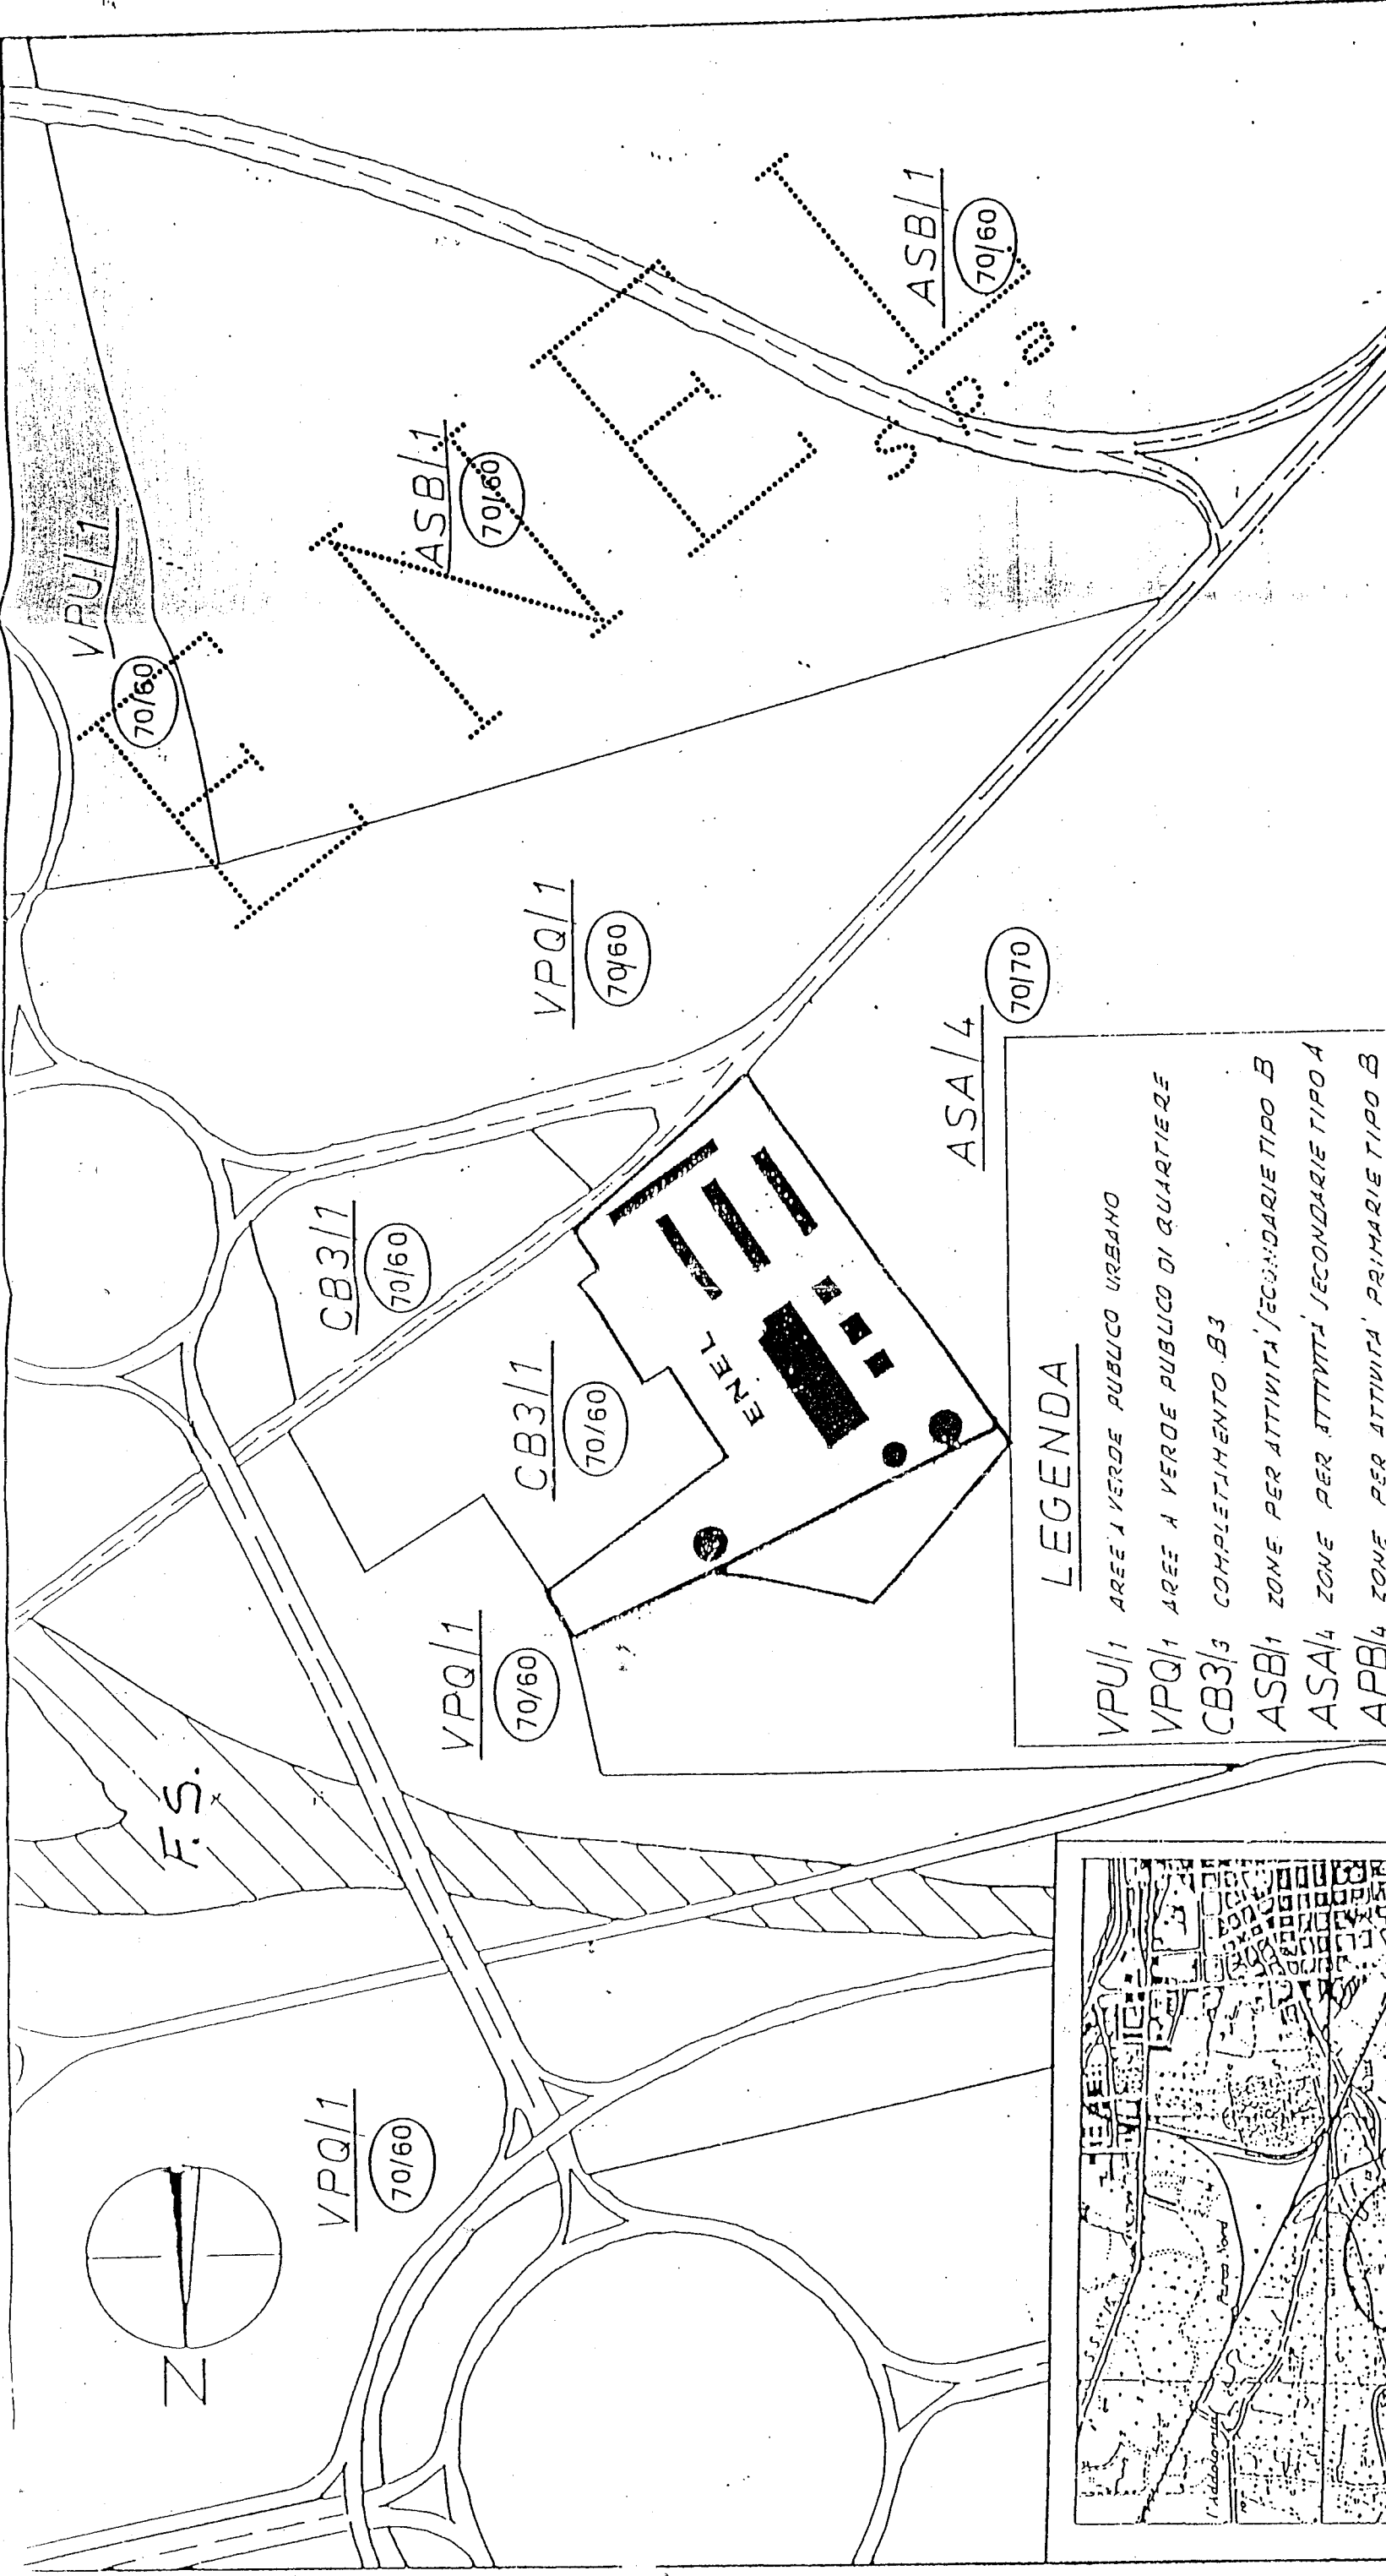 VPU/1
70/60
ASB/1
70/60
ASB/1
70/60
ENEL
S.p.a.
VPQ/1
70/60
CB3/1
70/60
CB3/1
70/60
ENEL
ASA/4
70/70
VPQ/1
70/60
F.S.
VPQ/1
70/60
N
LEGENDA
VPU/1 AREE A VERDE PUBLICO URBANO
VPQ/1 AREE A VERDE PUBLICO DI QUARTIERE
CB3/3 COMPLETAMENTO B3
ASB/1 ZONE PER ATTIVITA' SECONDARIE TIPO B
ASA/4 ZONE PER ATTIVITA' SECONDARIE TIPO A
APB/4 ZONE PER ATTIVITA' PRIMARIE TIPO B
Parco Nord
l'Addolorata